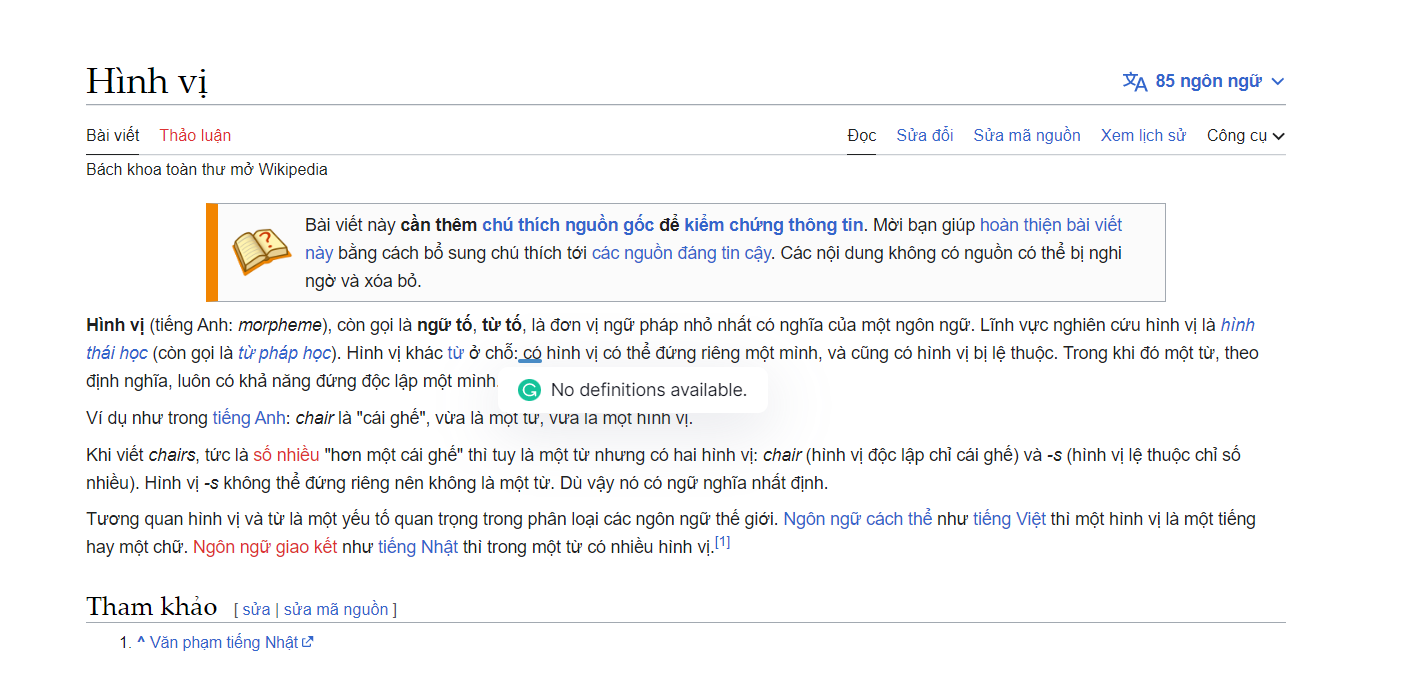 Hình vị
85 ngôn ngữ
Bài viết Thảo luận Đọc Sửa đổi Sửa mã nguồn Xem lịch sử Công cụ
Bách khoa toàn thư mở Wikipedia
Bài viết này cần thêm chú thích nguồn gốc để kiểm chứng thông tin. Mời bạn giúp hoàn thiện bài viết
này bằng cách bổ sung chú thích tới các nguồn đáng tin cậy. Các nội dung không có nguồn có thể bị nghi
ngờ và xóa bỏ.
Hình vị (tiếng Anh: morpheme), còn gọi là ngữ tố, từ tố, là đơn vị ngữ pháp nhỏ nhất có nghĩa của một ngôn ngữ. Lĩnh vực nghiên cứu hình vị là hình
thái học (còn gọi là từ pháp học). Hình vị khác từ ở chỗ: có hình vị có thể đứng riêng một mình, và cũng có hình vị bị lệ thuộc. Trong khi đó một từ, theo
định nghĩa, luôn có khả năng đứng độc lập một mình.
No definitions available.
Ví dụ như trong tiếng Anh: chair là "cái ghế", vừa là một từ, vừa là một hình vị.
Khi viết chairs, tức là số nhiều "hơn một cái ghế" thì tuy là một từ nhưng có hai hình vị: chair (hình vị độc lập chỉ cái ghế) và -s (hình vị lệ thuộc chỉ số
nhiều). Hình vị -s không thể đứng riêng nên không là một từ. Dù vậy nó có ngữ nghĩa nhất định.
Tương quan hình vị và từ là một yếu tố quan trọng trong phân loại các ngôn ngữ thế giới. Ngôn ngữ cách thể như tiếng Việt thì một hình vị là một tiếng
hay một chữ. Ngôn ngữ giao kết như tiếng Nhật thì trong một từ có nhiều hình vị.[1]
Tham khảo [ sửa | sửa mã nguồn ]
1. ^ Văn phạm tiếng Nhật